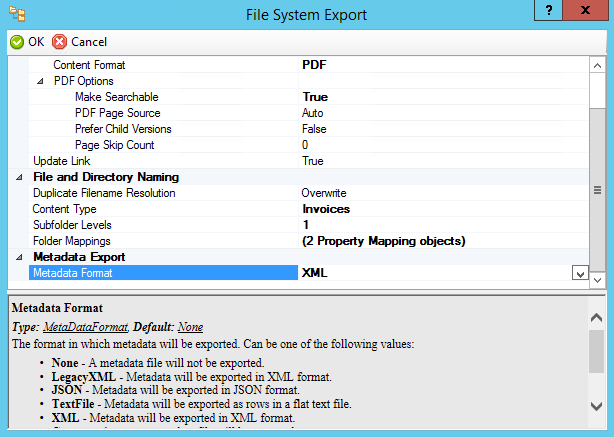 File System Export
? x
OK Cancel
Content Format PDF
PDF Options
Make Searchable True
PDF Page Source Auto
Prefer Child Versions False
Page Skip Count 0
Update Link True
File and Directory Naming
Duplicate Filename Resolution Overwrite
Content Type Invoices
Subfolder Levels 1
Folder Mappings (2 Property Mapping objects)
Metadata Export
Metadata Format XML
Metadata Format
Type: MetaDataFormat, Default: None
The format in which metadata will be exported. Can be one of the following values:
• None - A metadata file will not be exported.
• LegacyXML - Metadata will be exported in XML format.
• JSON - Metadata will be exported in JSON format.
• TextFile - Metadata will be exported as rows in a flat text file.
• XML - Metadata will be exported in XML format.